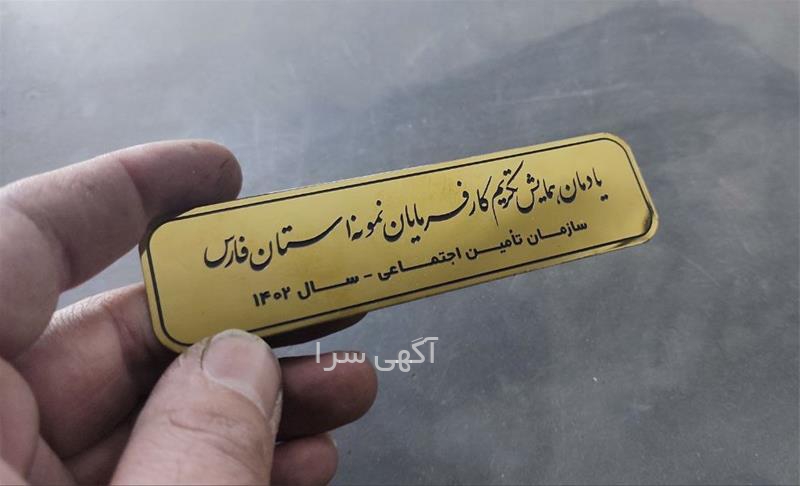 یادمان همایش تکریم کارفرمایان نمونه استان فارس
سازمان تأمین اجتماعی - سال ۱۴۰۲
آگهی سرا